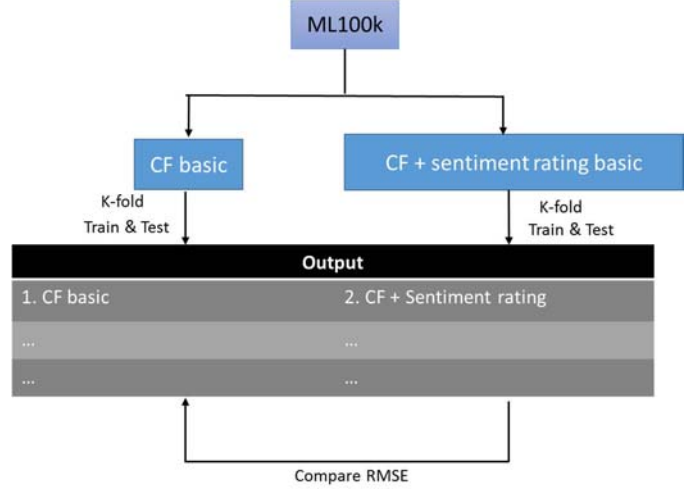 ML100k
CF basic
CF + sentiment rating basic
K-fold
Train & Test
K-fold
Train & Test
Output
1. CF basic
2. CF + Sentiment rating
...
...
...
...
Compare RMSE